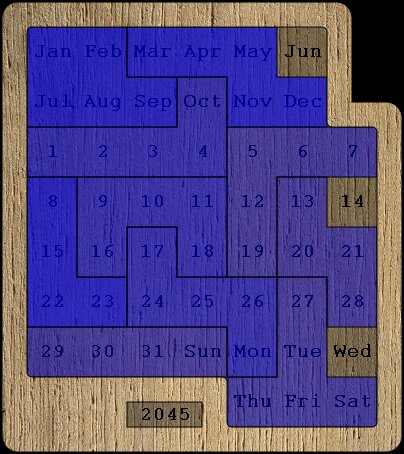 Jan Feb Mar Apr May Jun
Jul Aug Sep Oct Nov Dec
1 2 3 4 5 6 7
8 9 10 11 12 13 14
15 16 17 18 19 20 21
22 23 24 25 26 27 28
29 30 31 Sun Mon Tue Wed
Thu Fri Sat
2045